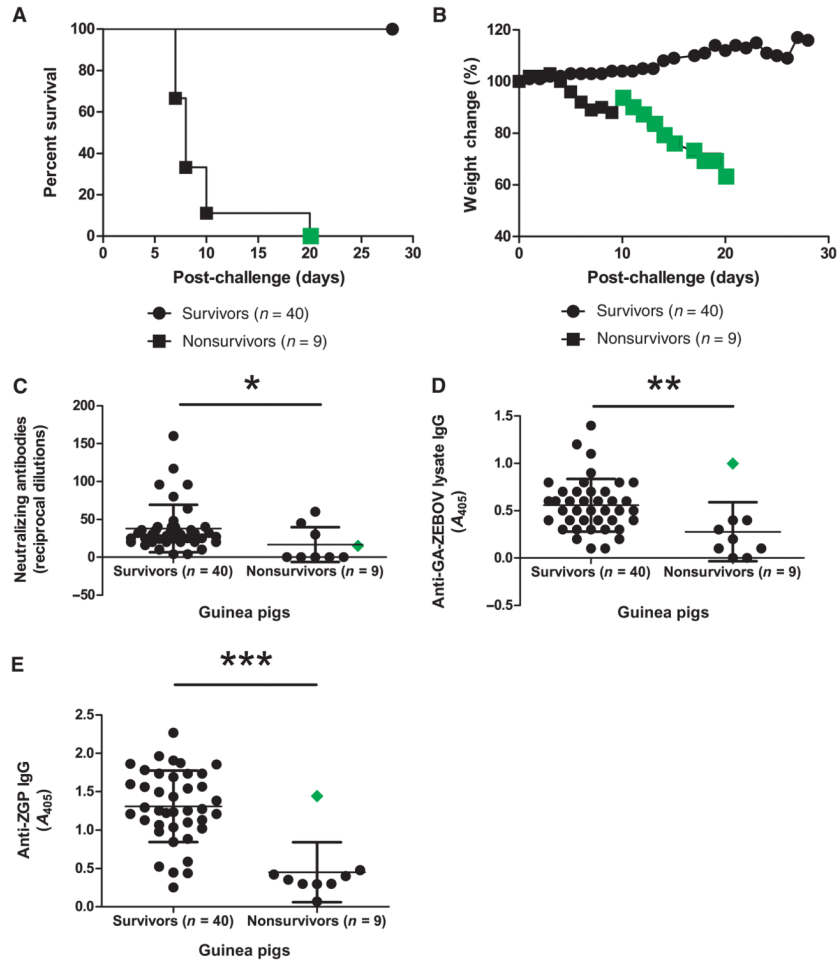 A
100
80
60
40
20
0
Percent survival
0 5 10 15 20 25 30
Post-challenge (days)
Survivors (n = 40)
Nonsurvivors (n = 9)
B
120
100
80
60
40
Weight change (%)
0 10 20 30
Post-challenge (days)
Survivors (n = 40)
Nonsurvivors (n = 9)
C
*
200
150
100
50
0
–50
Neutralizing antibodies
(reciprocal dilutions)
Survivors (n = 40) Nonsurvivors (n = 9)
Guinea pigs
D
**
1.5
1.0
0.5
0.0
–0.5
Anti-GA-ZEBOV lysate IgG
(A405)
Survivors (n = 40) Nonsurvivors (n = 9)
Guinea pigs
E
***
2.5
2.0
1.5
1.0
0.5
0.0
Anti-ZGP IgG
(A405)
Survivors (n = 40) Nonsurvivors (n = 9)
Guinea pigs